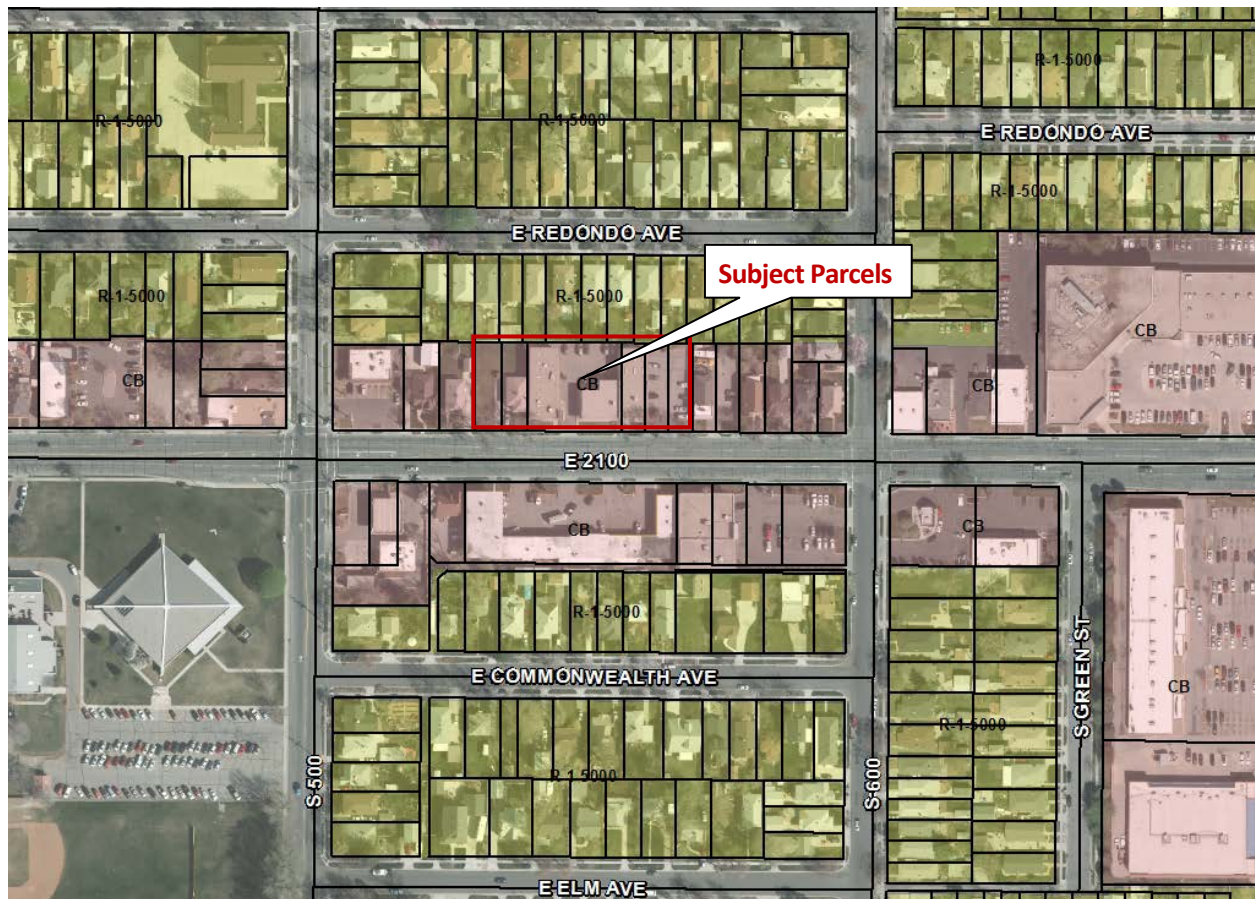 R-1-5000
R-1-5000
R-1-5000
E REDONDO AVE
R-1-5000
E REDONDO AVE
R-1-5000
R-1-5000
Subject Parcels
CB
CB
CB
CB
E 2100
CB
CB
R-1-5000
E COMMONWEALTH AVE
CB
R-1-5000
S GREEN ST
R-1-5000
S 500
S 600
E ELM AVE